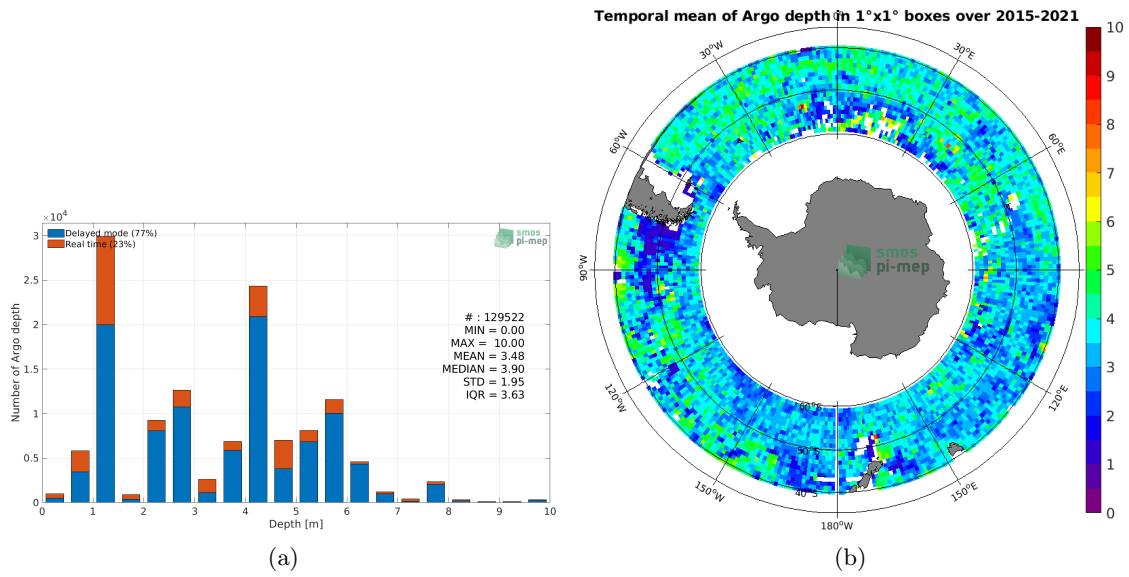 ×10⁴
Delayed mode (77%)
Real time (23%)
smos
pi-mep
3
2.5
2
1.5
1
0.5
0
Number of Argo depth
# : 129522
MIN = 0.00
MAX = 10.00
MEAN = 3.48
MEDIAN = 3.90
STD = 1.95
IQR = 3.63
0 1 2 3 4 5 6 7 8 9 10
Depth [m]
(a)
Temporal mean of Argo depth in 1°x1° boxes over 2015-2021
0°
30°W
30°E
60°W
60°E
90°W
120°W
120°E
150°W
150°E
180°W
60°S
50°S
40°S
smos
pi-mep
10
9
8
7
6
5
4
3
2
1
0
(b)